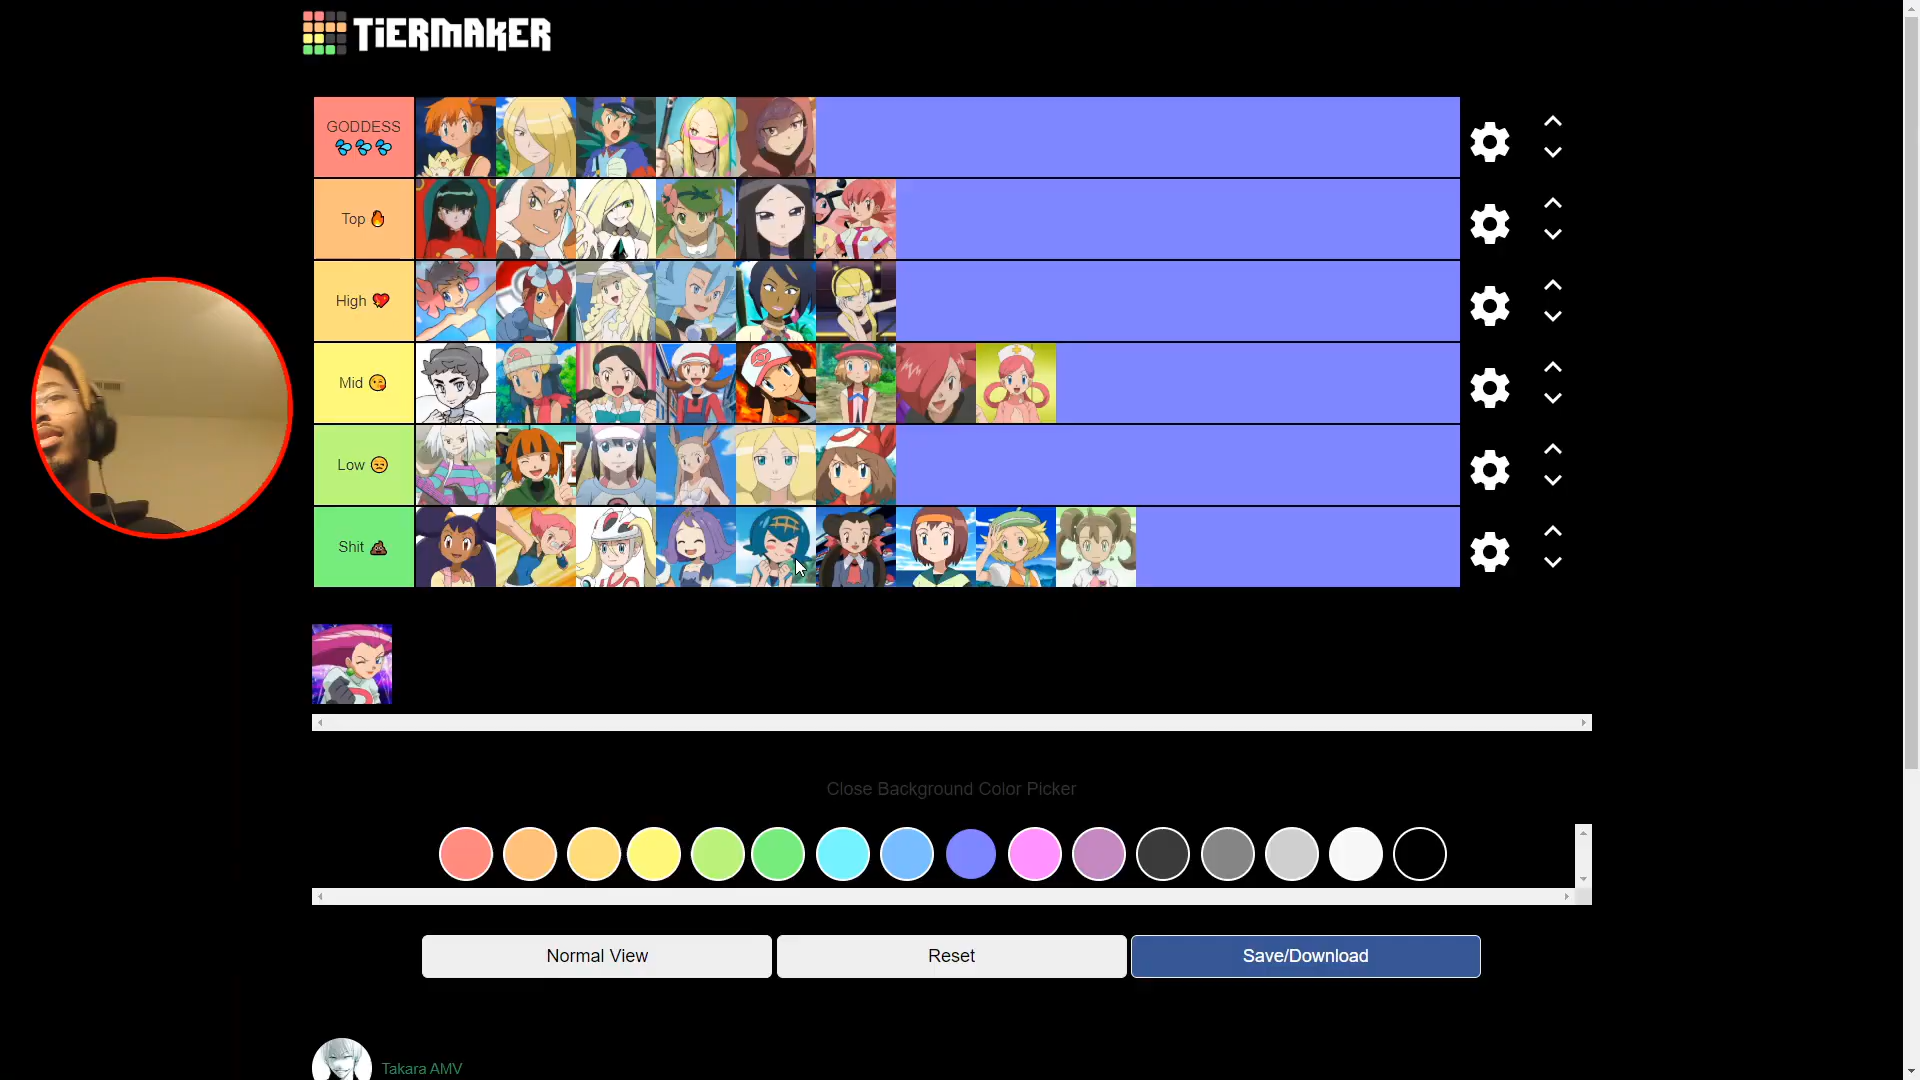 TiERMAKER
GODDESS
💦💦💦
Top 🔥
High 💖
Mid 😘
Low 😒
Shit 💩
Close Background Color Picker
Normal View
Reset
Save/Download
Takara AMV